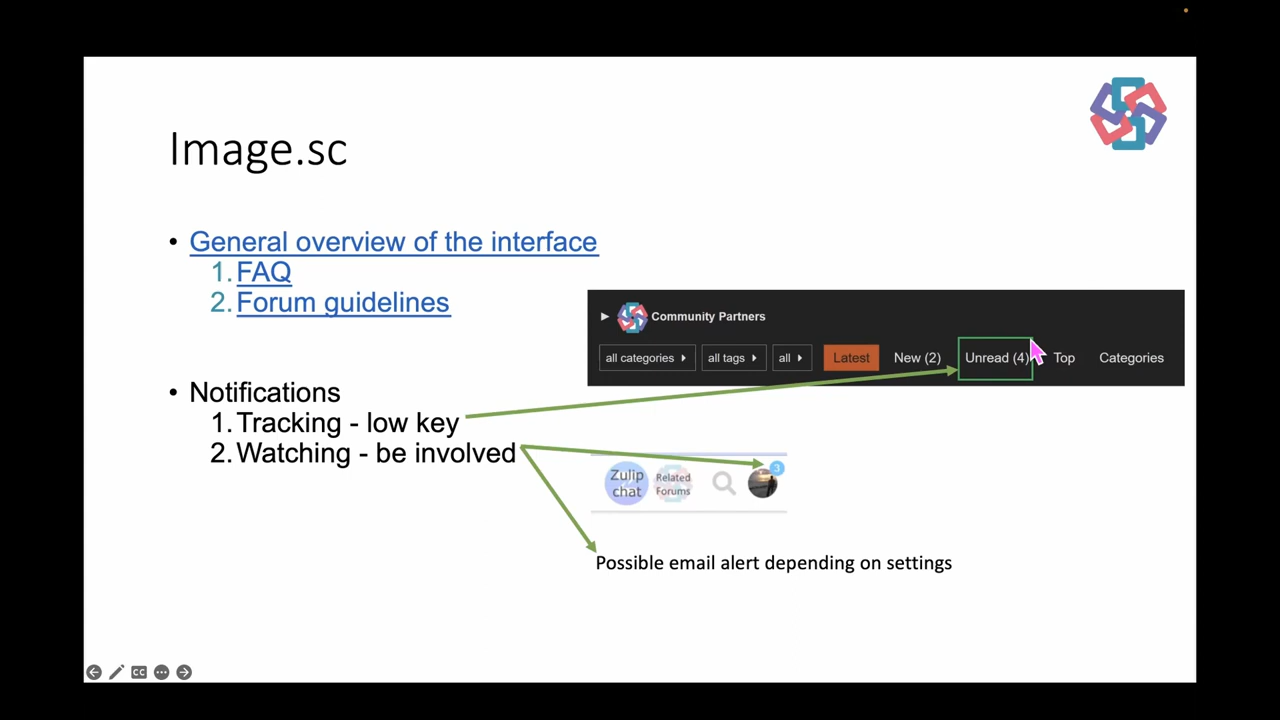 Image.sc
• General overview of the interface
1. FAQ
2. Forum guidelines
Community Partners
all categories all tags all Latest New (2) Unread (4) Top Categories
• Notifications
1. Tracking - low key
2. Watching - be involved
Zulip chat
Related Forums
3
Possible email alert depending on settings
CC